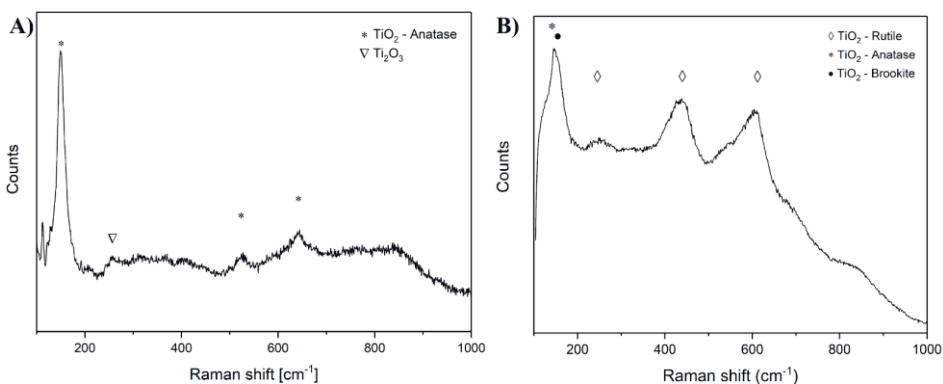 A)
* TiO₂ - Anatase
▽ Ti₂O₃
*
*
*
▽
Counts
200
400
600
800
1000
Raman shift [cm⁻¹]
B)
◇ TiO₂ - Rutile
* TiO₂ - Anatase
● TiO₂ - Brookite
*
●
◇
◇
◇
Counts
200
400
600
800
1000
Raman shift (cm⁻¹)